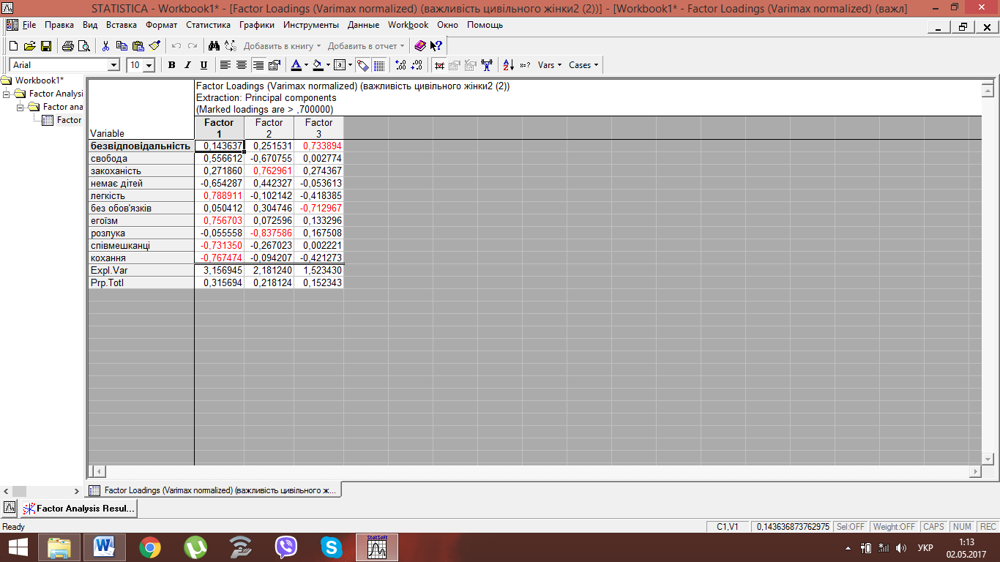 STATISTICA - Workbook1* - [Factor Loadings (Varimax normalized) (важливість цивільного жінки2 (2))] - [Workbook1* - Factor Loadings (Varimax normalized) (важл]
File Правка Вид Вставка Формат Статистика Графики Инструменты Данные Workbook Окно Помощь
Добавить в книгу Добавить в отчет
Arial 10 B I U Vars Cases
Workbook1*
Factor Analysi
Factor ana
Factor
Factor Loadings (Varimax normalized) (важливість цивільного жінки2 (2))
Extraction: Principal components
(Marked loadings are > ,700000)
Variable Factor 1 Factor 2 Factor 3
безвідповідальність 0,143637 0,251531 0,733894
свобода 0,556612 -0,670755 0,002774
закоханість 0,271860 0,762961 0,274367
немає дітей -0,654287 0,442327 -0,053613
легкість 0,788911 -0,102142 -0,418385
без обов'язків 0,050412 0,304746 -0,712967
егоїзм 0,756703 0,072596 0,133296
розлука -0,055558 -0,837586 0,167508
співмешканці -0,731350 -0,267023 0,002221
кохання -0,767474 -0,094207 -0,421273
Expl.Var 3,156945 2,181240 1,523430
Prp.Totl 0,315694 0,218124 0,152343
Factor Loadings (Varimax normalized) (важливість цивільного ж...
Factor Analysis Resul...
Ready C1,V1 0,143636873762975 Sel:OFF Weight:OFF CAPS NUM REC
StatSoft
УКР
1:13
02.05.2017